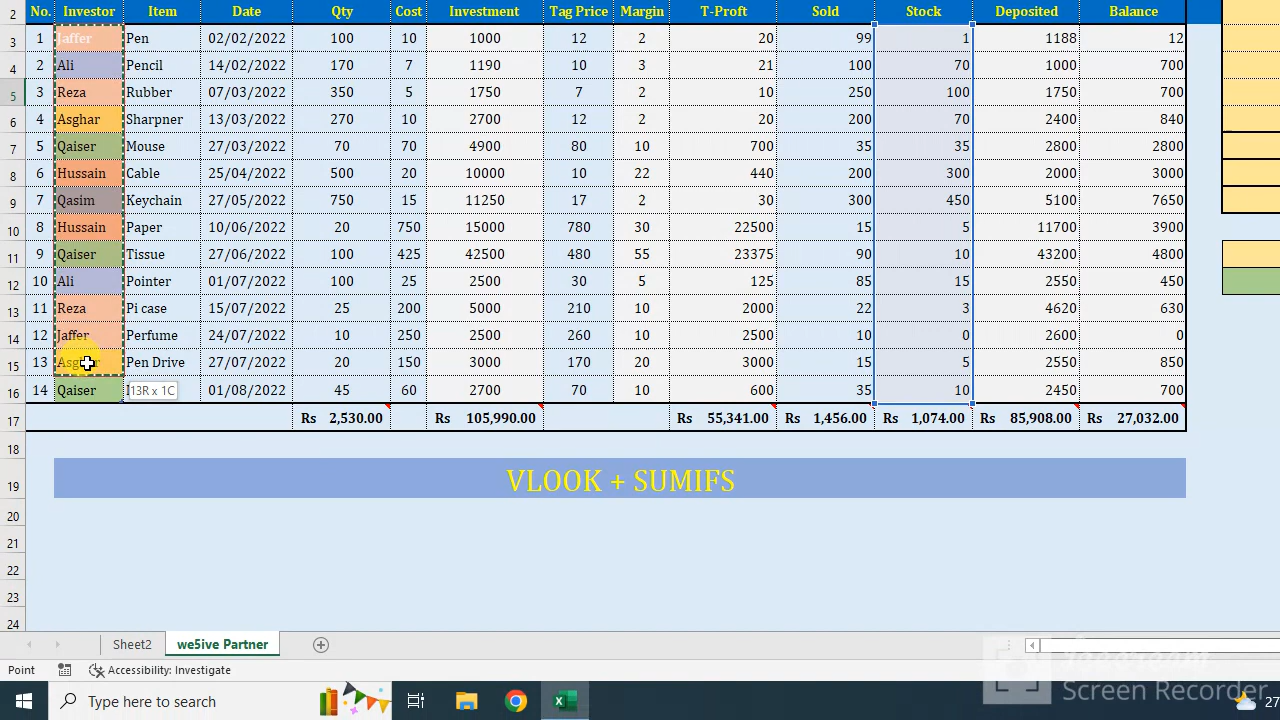 2 No. Investor Item Date Qty Cost Investment Tag Price Margin T-Proft Sold Stock Deposited Balance
3 1 Jaffer Pen 02/02/2022 100 10 1000 12 2 20 99 1 1188 12
4 2 Ali Pencil 14/02/2022 170 7 1190 10 3 21 100 70 1000 700
5 3 Reza Rubber 07/03/2022 350 5 1750 7 2 10 250 100 1750 700
6 4 Asghar Sharpner 13/03/2022 270 10 2700 12 2 20 200 70 2400 840
7 5 Qaiser Mouse 27/03/2022 70 70 4900 80 10 700 35 35 2800 2800
8 6 Hussain Cable 25/04/2022 500 20 10000 10 22 440 200 300 2000 3000
9 7 Qasim Keychain 27/05/2022 750 15 11250 17 2 30 300 450 5100 7650
10 8 Hussain Paper 10/06/2022 20 750 15000 780 30 22500 15 5 11700 3900
11 9 Qaiser Tissue 27/06/2022 100 425 42500 480 55 23375 90 10 43200 4800
12 10 Ali Pointer 01/07/2022 100 25 2500 30 5 125 85 15 2550 450
13 11 Reza Pi case 15/07/2022 25 200 5000 210 10 2000 22 3 4620 630
14 12 Jaffer Perfume 24/07/2022 10 250 2500 260 10 2500 10 0 2600 0
15 13 Asghar Pen Drive 27/07/2022 20 150 3000 170 20 3000 15 5 2550 850
16 14 Qaiser 13R x 1C 01/08/2022 45 60 2700 70 10 600 35 10 2450 700
17 Rs 2,530.00 Rs 105,990.00 Rs 55,341.00 Rs 1,456.00 Rs 1,074.00 Rs 85,908.00 Rs 27,032.00
18
19 VLOOK + SUMIFS
20
21
22
23
24
Sheet2 we5ive Partner
Point Accessibility: Investigate
Screen Recorder
Type here to search 27